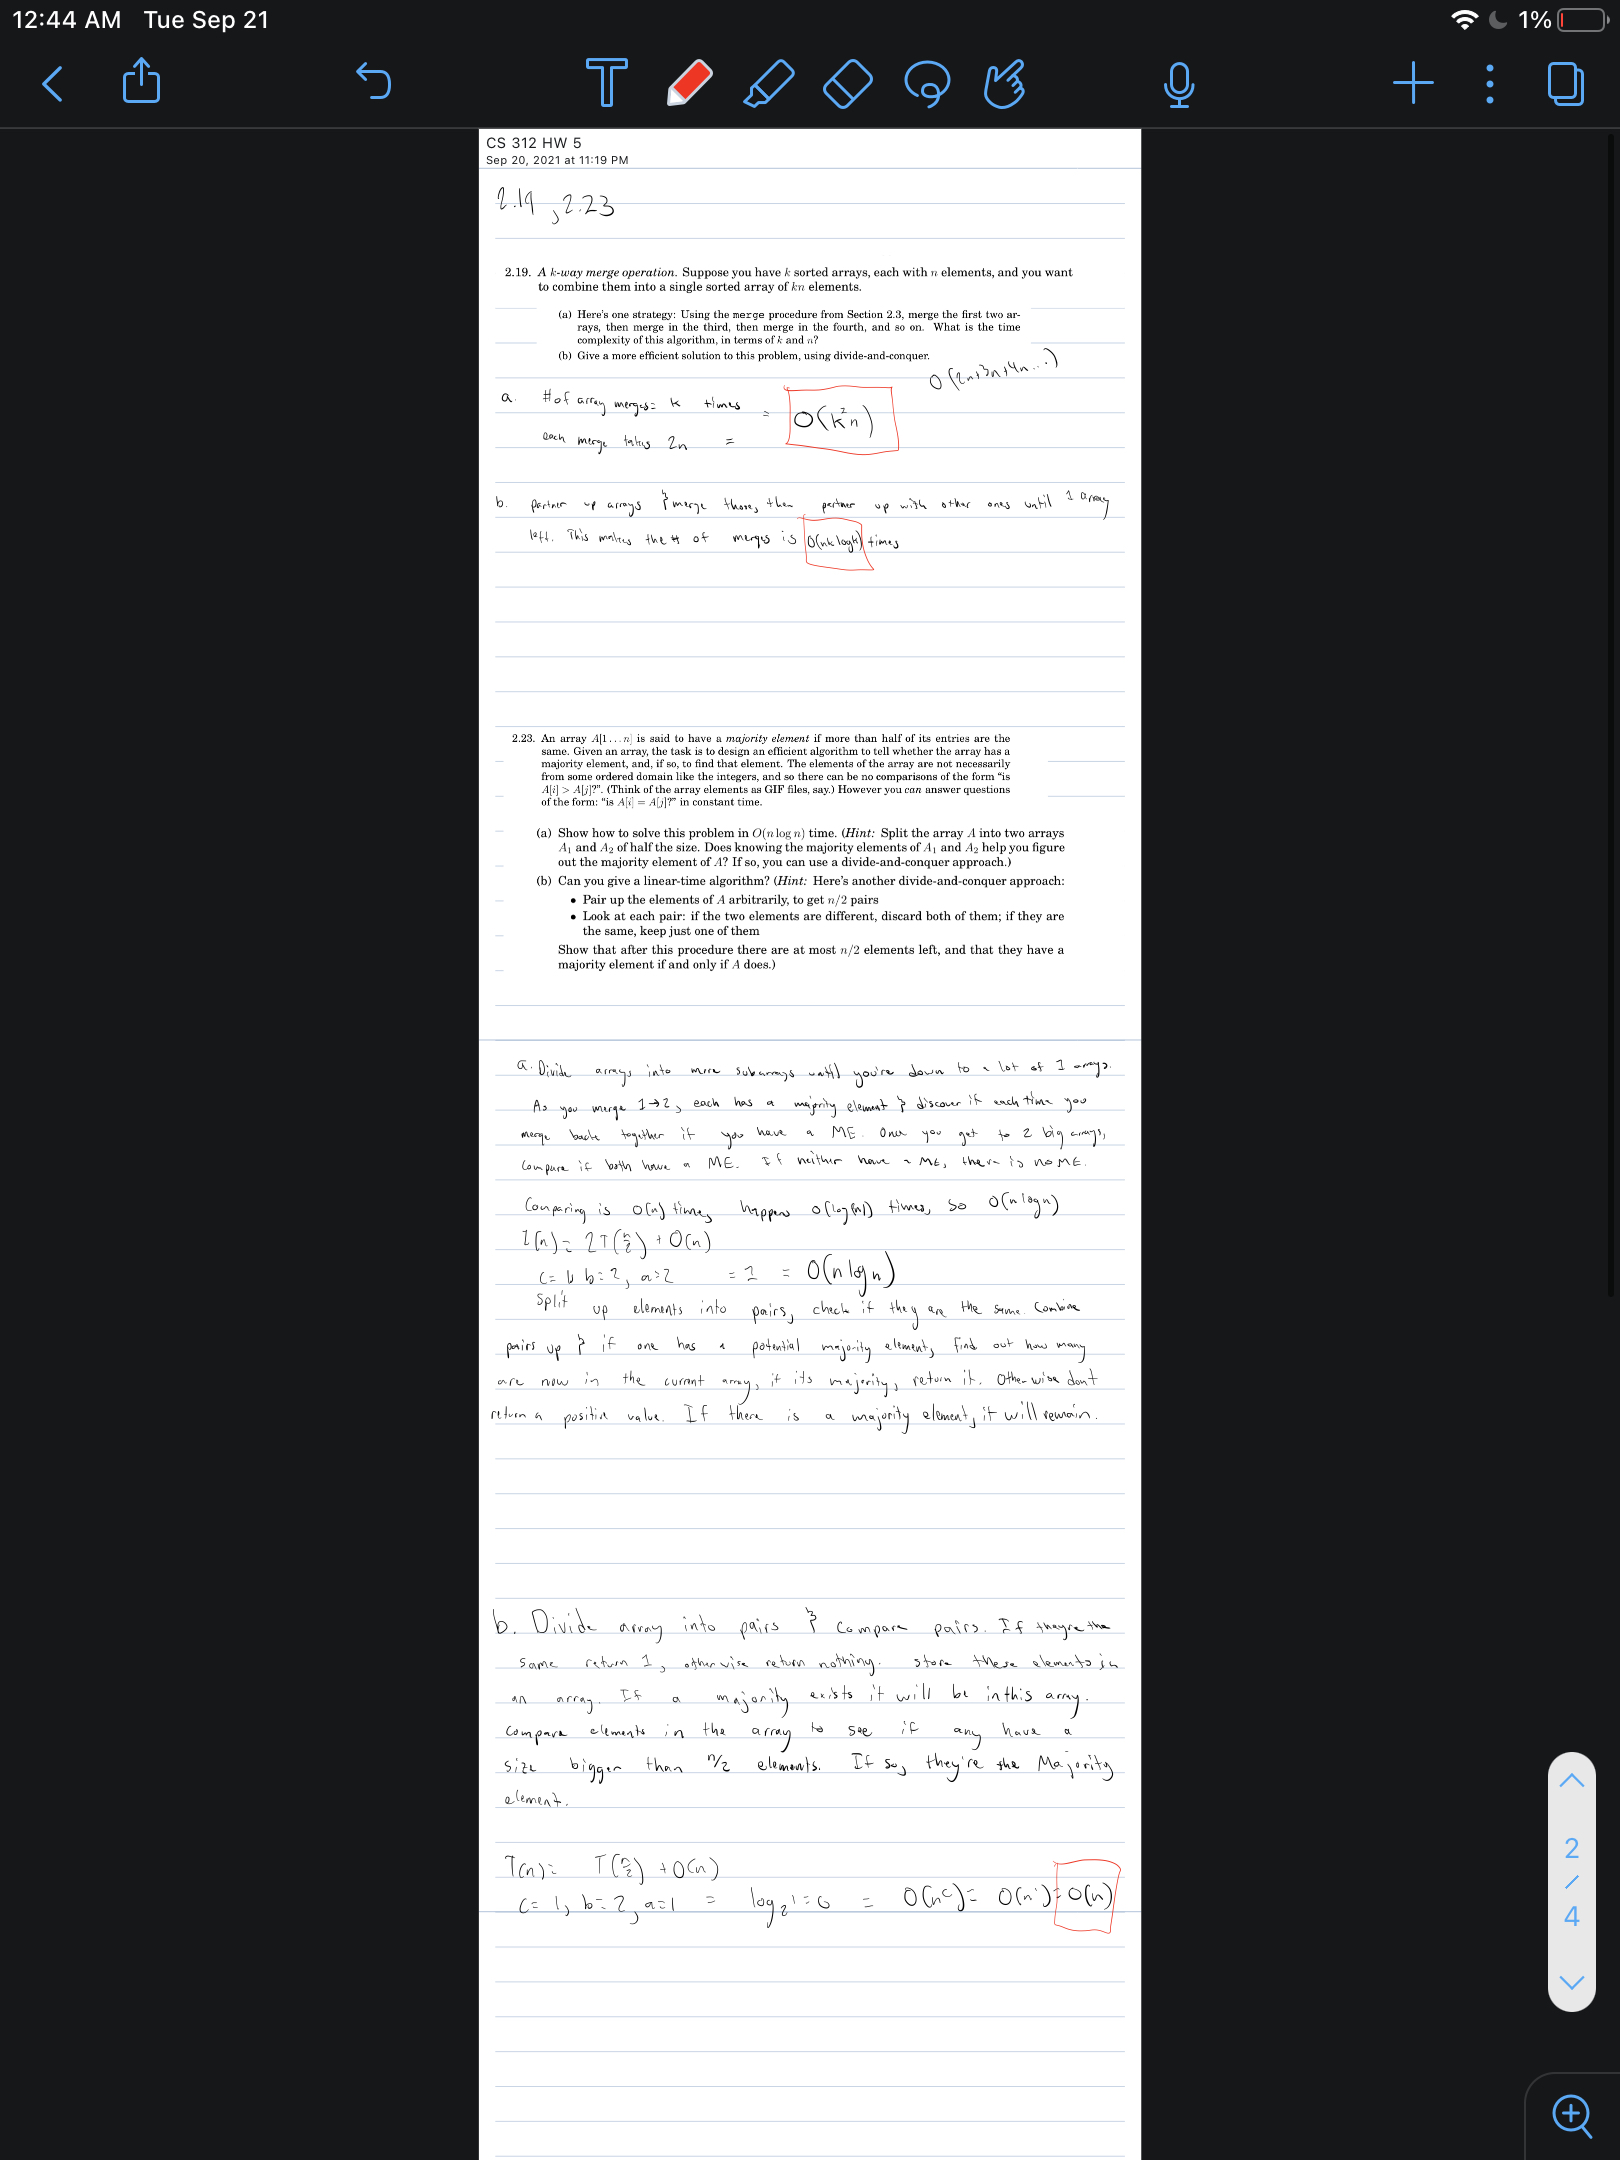 12:44 AM Tue Sep 21
1%
CS 312 HW 5
Sep 20, 2021 at 11:19 PM
2.19, 2.23
2.19. A k-way merge operation. Suppose you have k sorted arrays, each with n elements, and you want
to combine them into a single sorted array of kn elements.
(a) Here's one strategy: Using the merge procedure from Section 2.3, merge the first two ar-
rays, then merge in the third, then merge in the fourth, and so on. What is the time
complexity of this algorithm, in terms of k and n?
(b) Give a more efficient solution to this problem, using divide-and-conquer.
O(2n+3n+4n...)
a. # of array merges= k times = O(k²n)
each merge takes 2n =
b. Partner up arrays & merge those, then partner up with other ones until 1 array
left. This makes the # of merges is O(nk logk) times
2.23. An array A[1...n] is said to have a majority element if more than half of its entries are the
same. Given an array, the task is to design an efficient algorithm to tell whether the array has a
majority element, and, if so, to find that element. The elements of the array are not necessarily
from some ordered domain like the integers, and so there can be no comparisons of the form "is
A[i] > A[j]?". (Think of the array elements as GIF files, say.) However you can answer questions
of the form: "is A[i] = A[j]?" in constant time.
(a) Show how to solve this problem in O(n log n) time. (Hint: Split the array A into two arrays
A₁ and A₂ of half the size. Does knowing the majority elements of A₁ and A₂ help you figure
out the majority element of A? If so, you can use a divide-and-conquer approach.)
(b) Can you give a linear-time algorithm? (Hint: Here's another divide-and-conquer approach:
• Pair up the elements of A arbitrarily, to get n/2 pairs
• Look at each pair: if the two elements are different, discard both of them; if they are
the same, keep just one of them
Show that after this procedure there are at most n/2 elements left, and that they have a
majority element if and only if A does.)
a. Divide arrays into more subarrays until you're down to a lot of 1 arrays.
As you merge 1→2, each has a majority element & discover if each time you
merge back together if you have a ME. Once you get to 2 big arrays,
compare if both have a ME. If neither have a ME, there is no ME.
Comparing is O(n) times, happens O(log(n)) times, so O(n logn)
T(n)= 2T(n/2) + O(n)
c= 1, b=2, a=2 = 1 = O(n log n)
Split up elements into pairs, check if they are the same. Combine
pairs up & if one has a potential majority element, find out how many
are now in the current array, if its majority, return it. Otherwise dont
return a positive value. If there is a majority element, it will remain.
b. Divide array into pairs & compare pairs. If theyre the
same return 1, otherwise return nothing. store these elements in
an array. If a majority exists it will be in this array.
compare elements in the array to see if any have a
size bigger than n/2 elements. If so, they're the Majority
element.
T(n)= T(n/2) + O(n)
c= 1, b=2, a=1 = log₂1=0 = O(nᶜ)= O(n¹)= O(n)
2
/
4